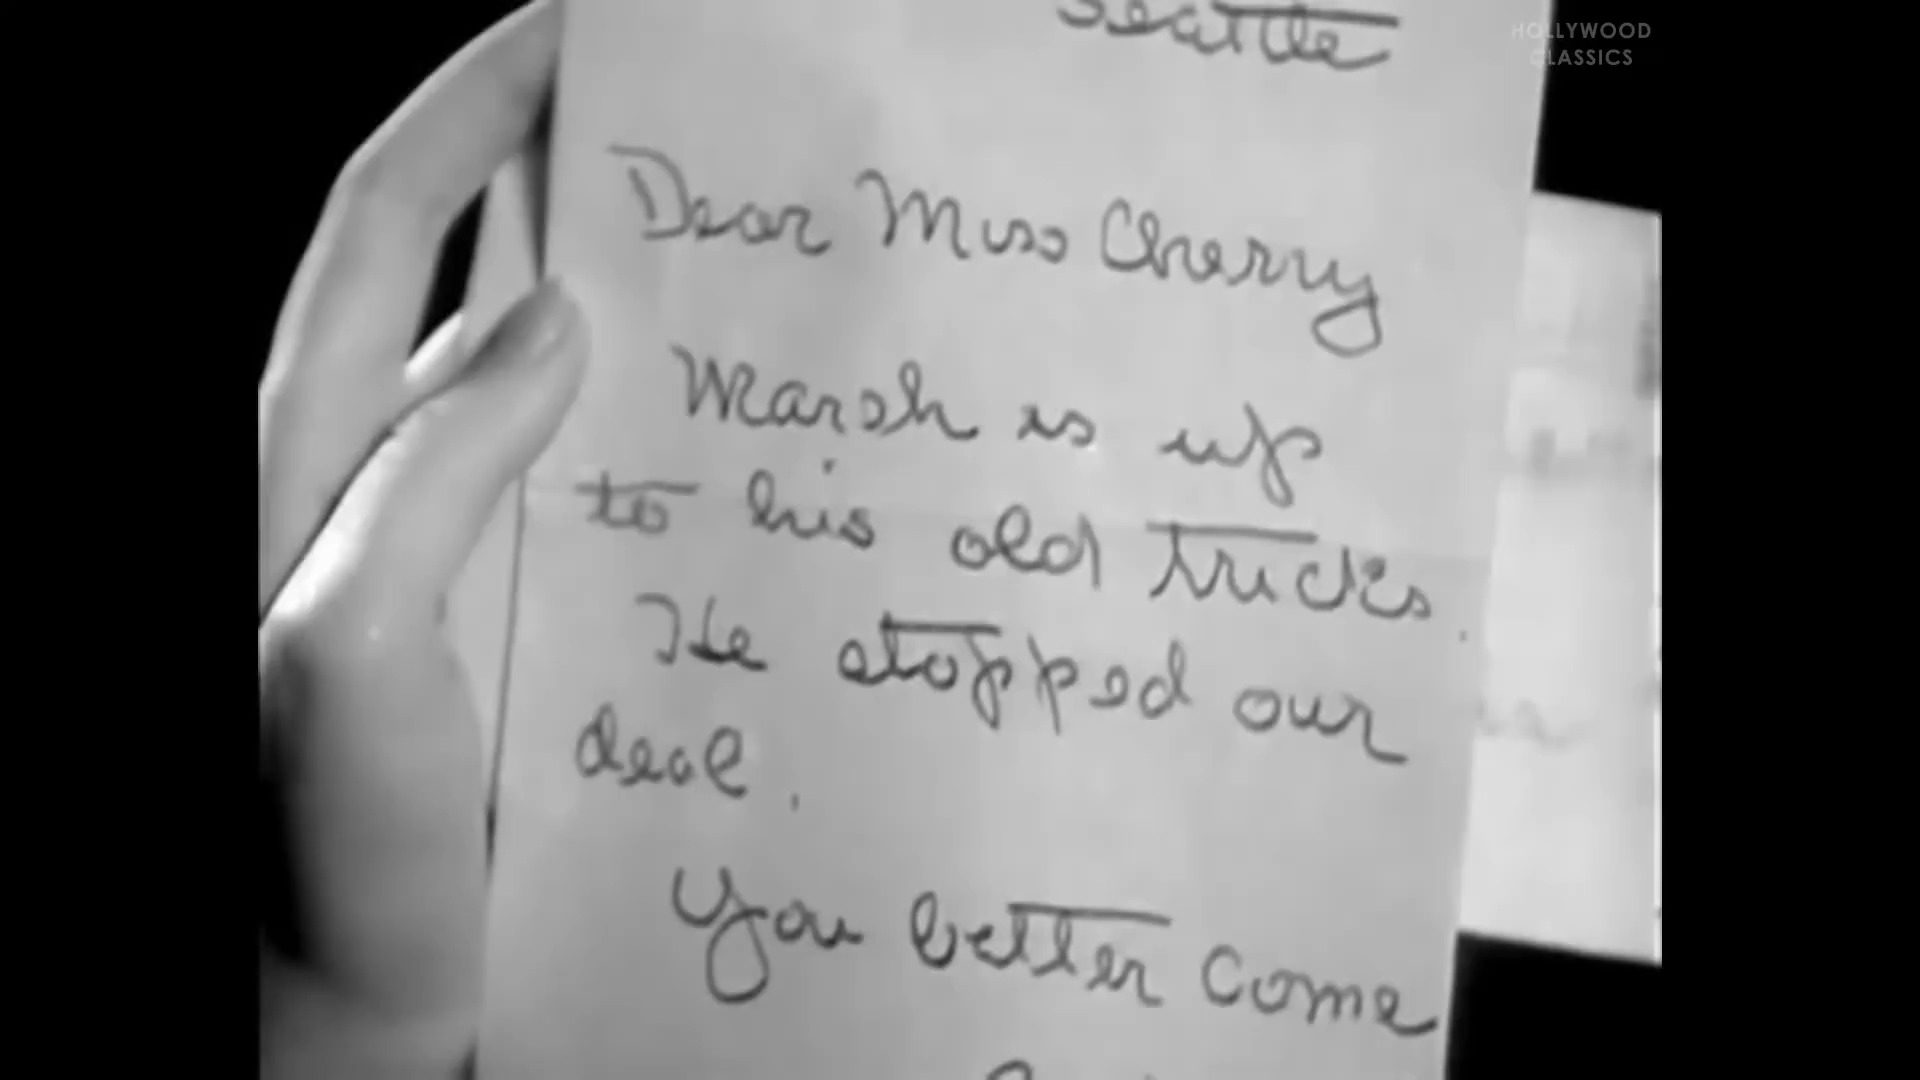 HOLLYWOOD
CLASSICS
Seattle
Dear Miss Cherry
Marsh is up
to his old tricks.
He stopped our
deal.
You better come